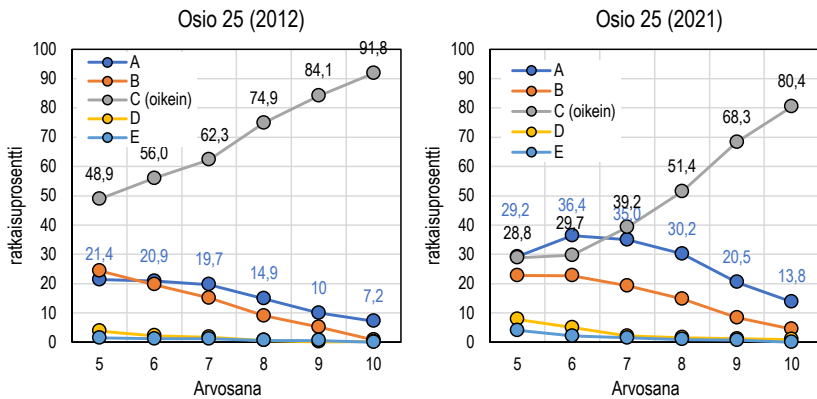 Osio 25 (2012)
100
90
80
70
60
50
40
30
20
10
0
ratkaisuprosentti
A
B
C (oikein)
D
E
48,9
56,0
62,3
74,9
84,1
91,8
21,4
20,9
19,7
14,9
10
7,2
5 6 7 8 9 10
Arvosana
Osio 25 (2021)
100
90
80
70
60
50
40
30
20
10
0
ratkaisuprosentti
A
B
C (oikein)
D
E
28,8
29,7
39,2
51,4
68,3
80,4
29,2
36,4
35,0
30,2
20,5
13,8
5 6 7 8 9 10
Arvosana